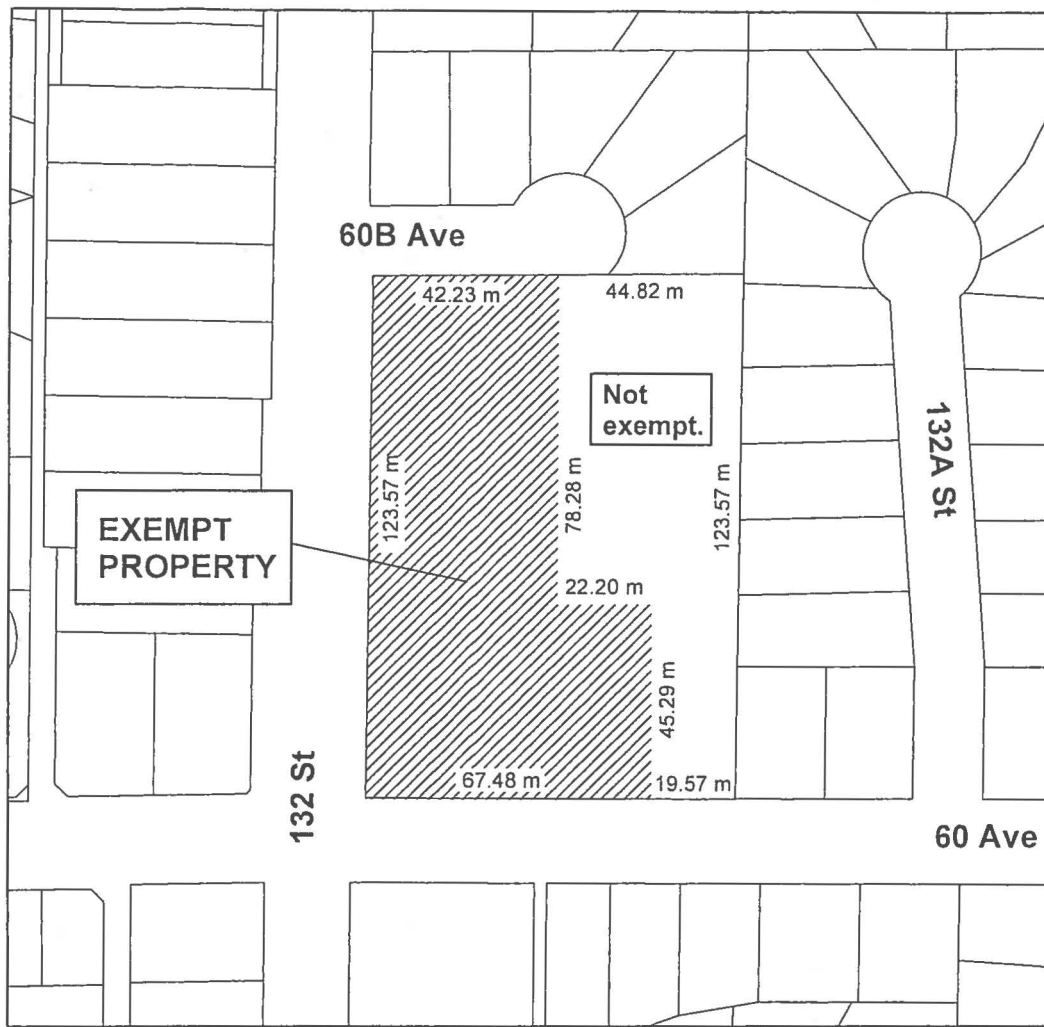 60B Ave
42.23 m
44.82 m
Not
exempt.
123.57 m
78.28 m
123.57 m
132A St
EXEMPT
PROPERTY
22.20 m
45.29 m
67.48 m
19.57 m
132 St
60 Ave